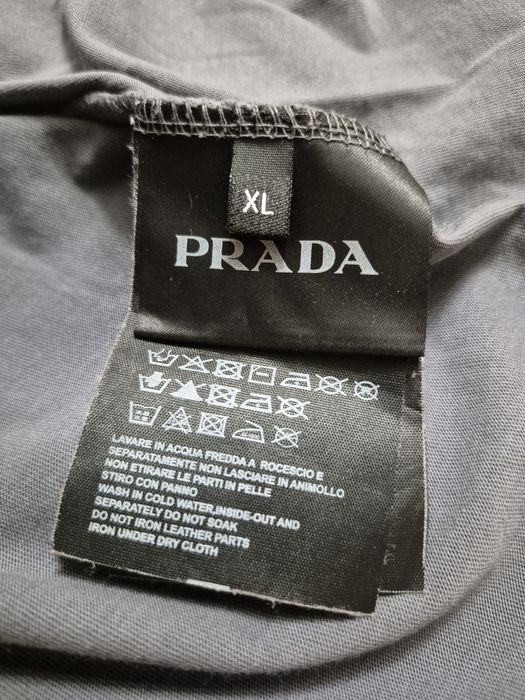 XL
PRADA
LAVARE IN ACQUA FREDDA A ROCESCIO E
SEPARATAMENTE NON LASCIARE IN ANIMOLLO
NON ETIRARE LE PARTI IN PELLE
STIRO CON PANNO
WASH IN COLD WATER,INSIDE-OUT AND
SEPARATELY DO NOT SOAK
DO NOT IRON LEATHER PARTS
IRON UNDER DRY CLOTH